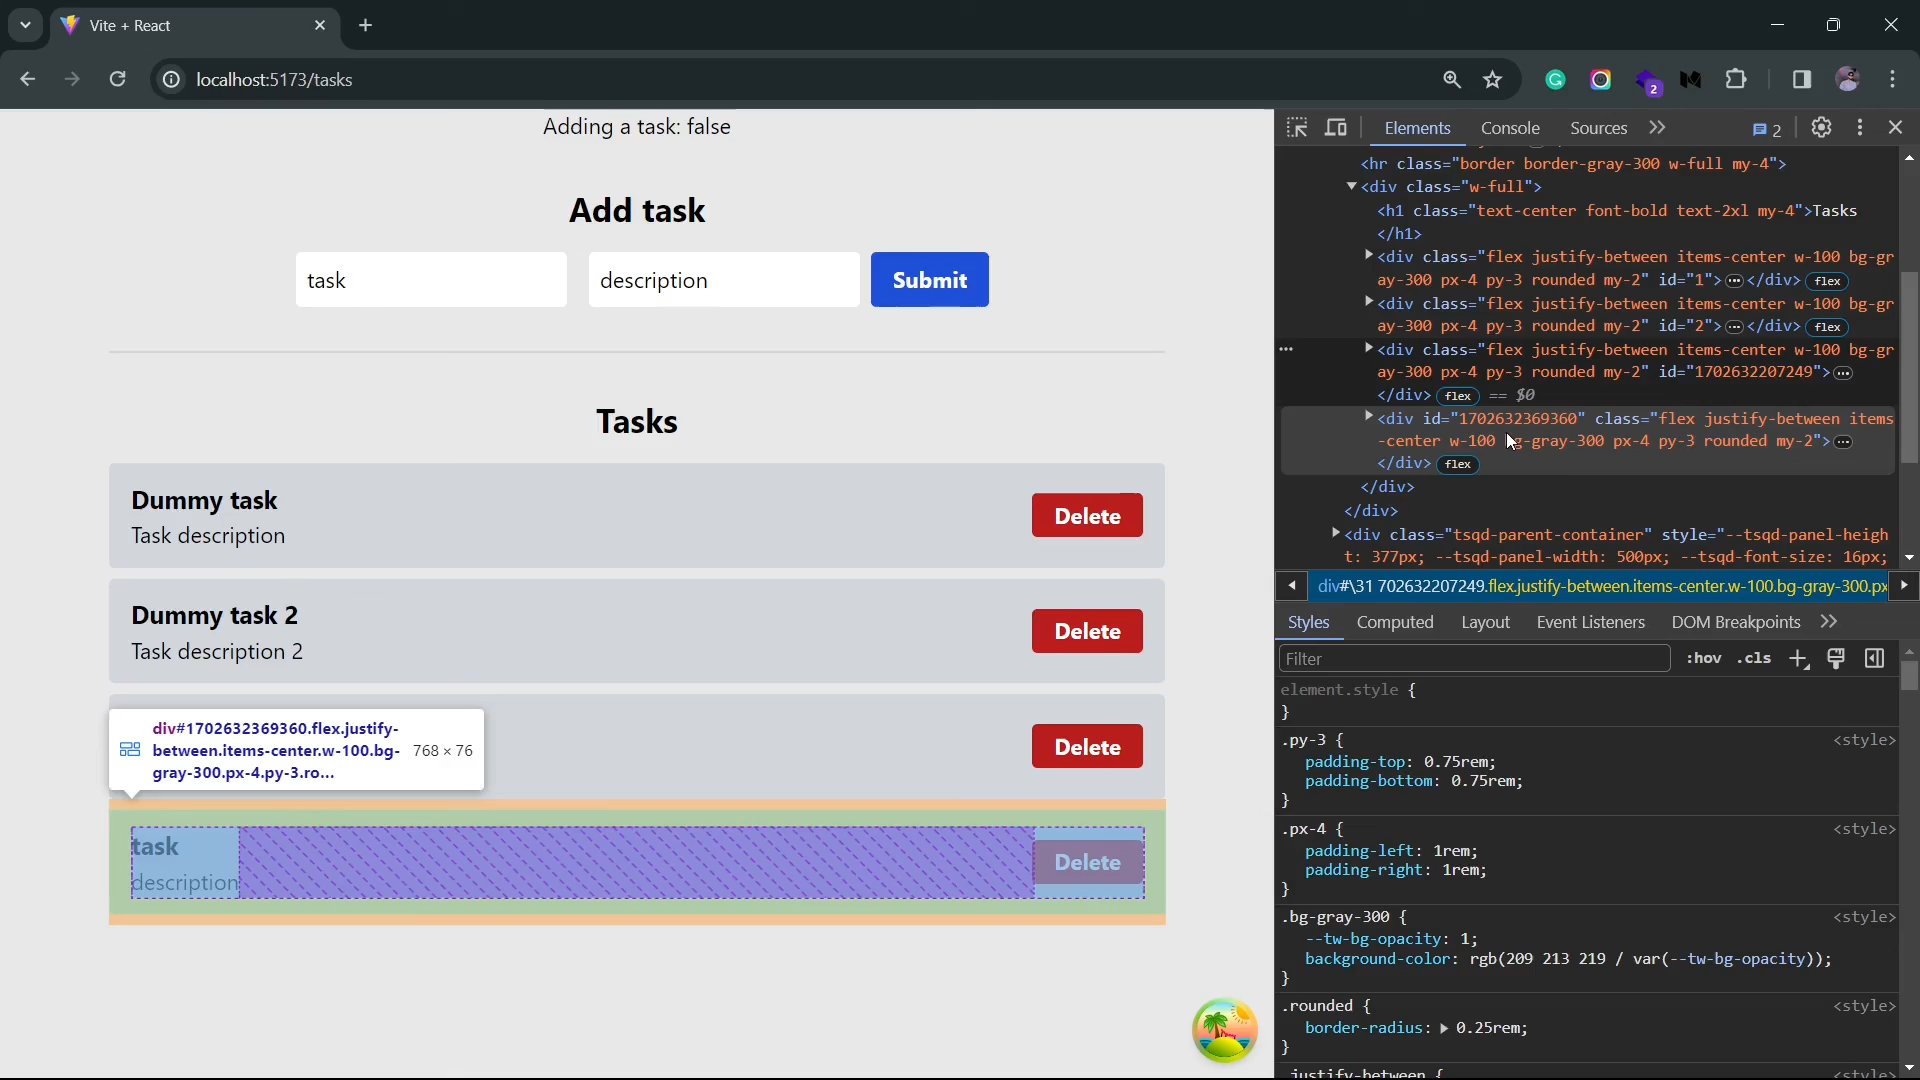 Vite + React
localhost:5173/tasks
2
Adding a task: false
Add task
task
description
Submit
Tasks
Dummy task
Task description
Delete
Dummy task 2
Task description 2
Delete
div#1702632369360.flex.justify-
between.items-center.w-100.bg-
gray-300.px-4.py-3.ro...
768 × 76
Delete
task
description
Delete
Elements
Console
Sources
2
<hr class="border border-gray-300 w-full my-4">
<div class="w-full">
<h1 class="text-center font-bold text-2xl my-4">Tasks
</h1>
<div class="flex justify-between items-center w-100 bg-gr
ay-300 px-4 py-3 rounded my-2" id="1">…</div> flex
<div class="flex justify-between items-center w-100 bg-gr
ay-300 px-4 py-3 rounded my-2" id="2">…</div> flex
<div class="flex justify-between items-center w-100 bg-gr
ay-300 px-4 py-3 rounded my-2" id="1702632207249">…
</div> flex == $0
<div id="1702632369360" class="flex justify-between items
-center w-100 bg-gray-300 px-4 py-3 rounded my-2">…
</div> flex
</div>
</div>
<div class="tsqd-parent-container" style="--tsqd-panel-heigh
t: 377px; --tsqd-panel-width: 500px; --tsqd-font-size: 16px;
div#\31 702632207249.flex.justify-between.items-center.w-100.bg-gray-300.px
Styles
Computed
Layout
Event Listeners
DOM Breakpoints
Filter
:hov
.cls
element.style {
}
.py-3 {
<style>
padding-top: 0.75rem;
padding-bottom: 0.75rem;
}
.px-4 {
<style>
padding-left: 1rem;
padding-right: 1rem;
}
.bg-gray-300 {
<style>
--tw-bg-opacity: 1;
background-color: rgb(209 213 219 / var(--tw-bg-opacity));
}
.rounded {
<style>
border-radius: 0.25rem;
}
.justify-between {
<style>